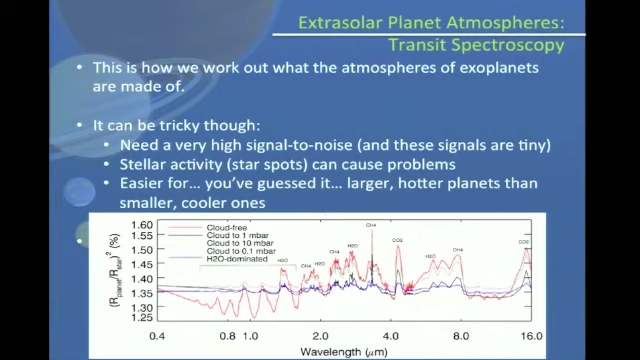 Extrasolar Planet Atmospheres:
Transit Spectroscopy
• This is how we work out what the atmospheres of exoplanets
are made of.
• It can be tricky though:
• Need a very high signal-to-noise (and these signals are tiny)
• Stellar activity (star spots) can cause problems
• Easier for... you've guessed it... larger, hotter planets than
smaller, cooler ones
1.60
1.55
1.50
1.45
1.40
1.35
1.30
1.25
(Rplanet/Rstar)² (%)
Cloud-free
Cloud to 1 mbar
Cloud to 10 mbar
Cloud to 0.1 mbar
H2O-dominated
H2O
CH4
H2O
CH4
H2O
CH4
CO2
H2O
CH4
CO2
0.4 0.8 1.0 2.0 4.0 8.0 16.0
Wavelength (μm)